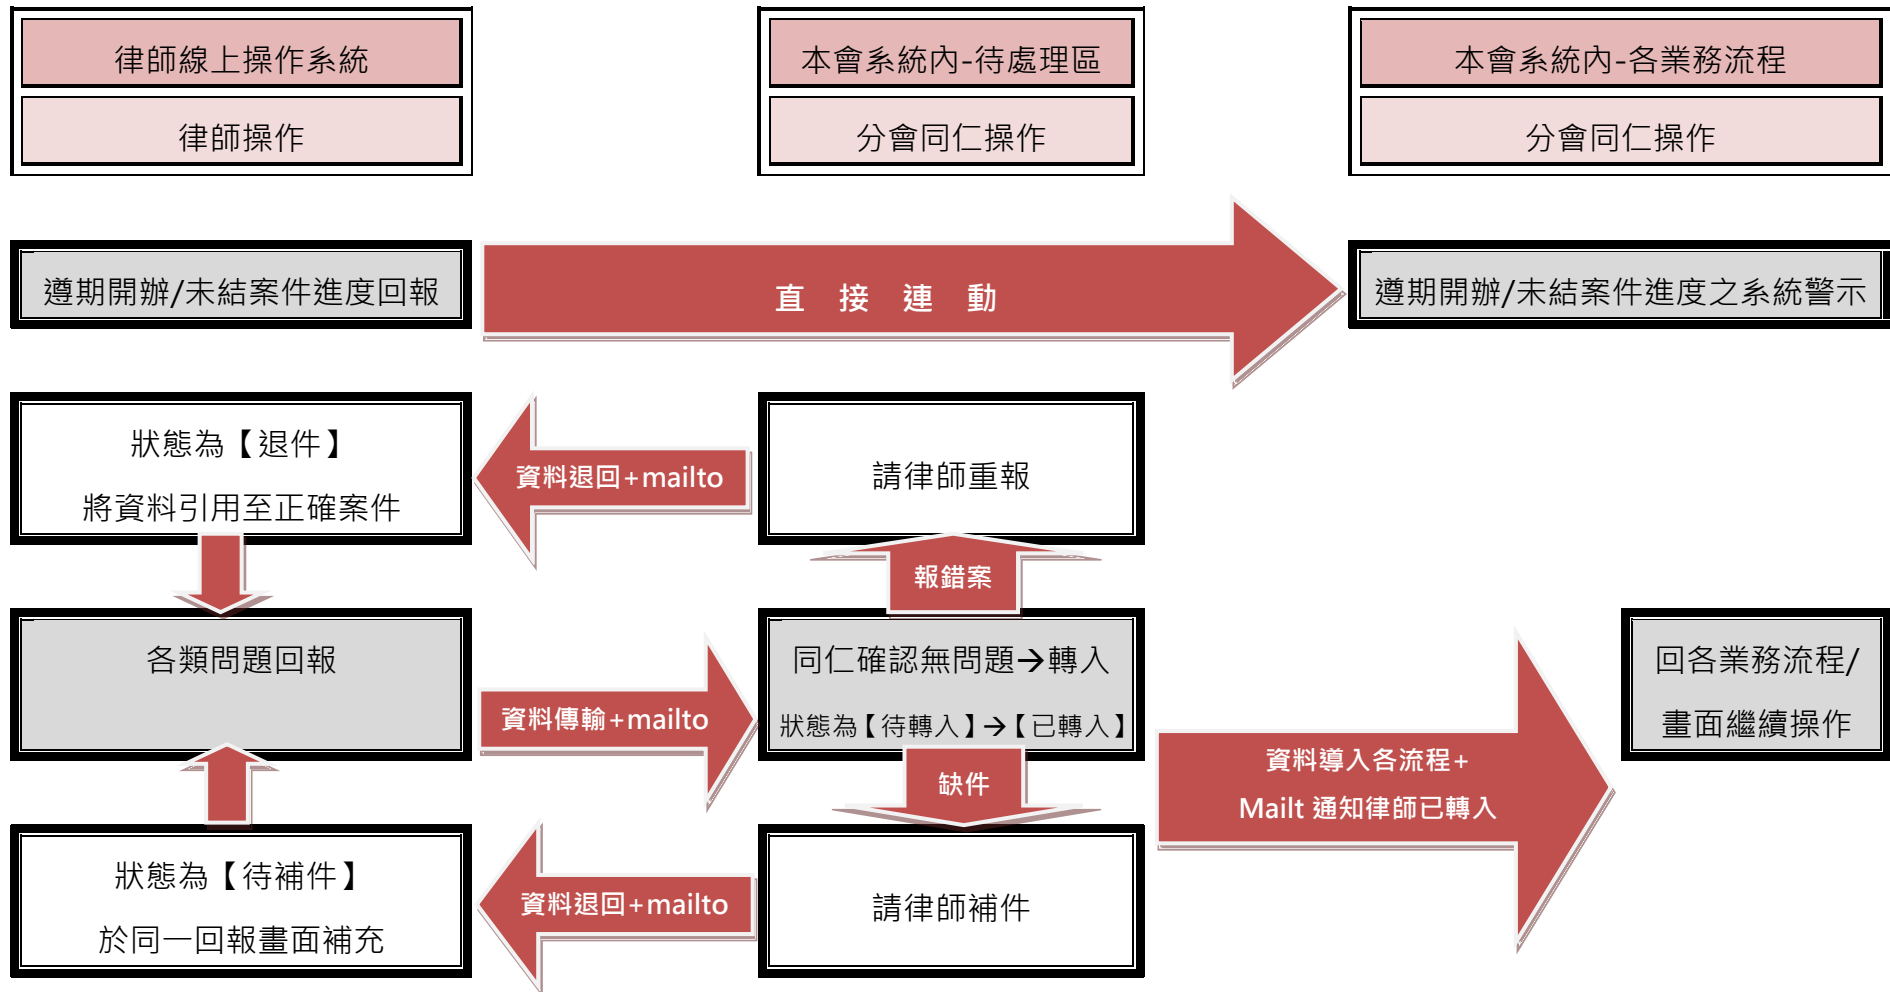 律師線上操作系統
本會系統內-待處理區
本會系統內-各業務流程
律師操作
分會同仁操作
分會同仁操作
遵期開辦/未結案件進度回報
直 接 連 動
遵期開辦/未結案件進度之系統警示
狀態為【退件】
將資料引用至正確案件
資料退回+mailto
請律師重報
報錯案
各類問題回報
資料傳輸+mailto
同仁確認無問題→轉入
狀態為【待轉入】→【已轉入】
回各業務流程/
畫面繼續操作
資料導入各流程+
Mailt 通知律師已轉入
缺件
狀態為【待補件】
於同一回報畫面補充
資料退回+mailto
請律師補件